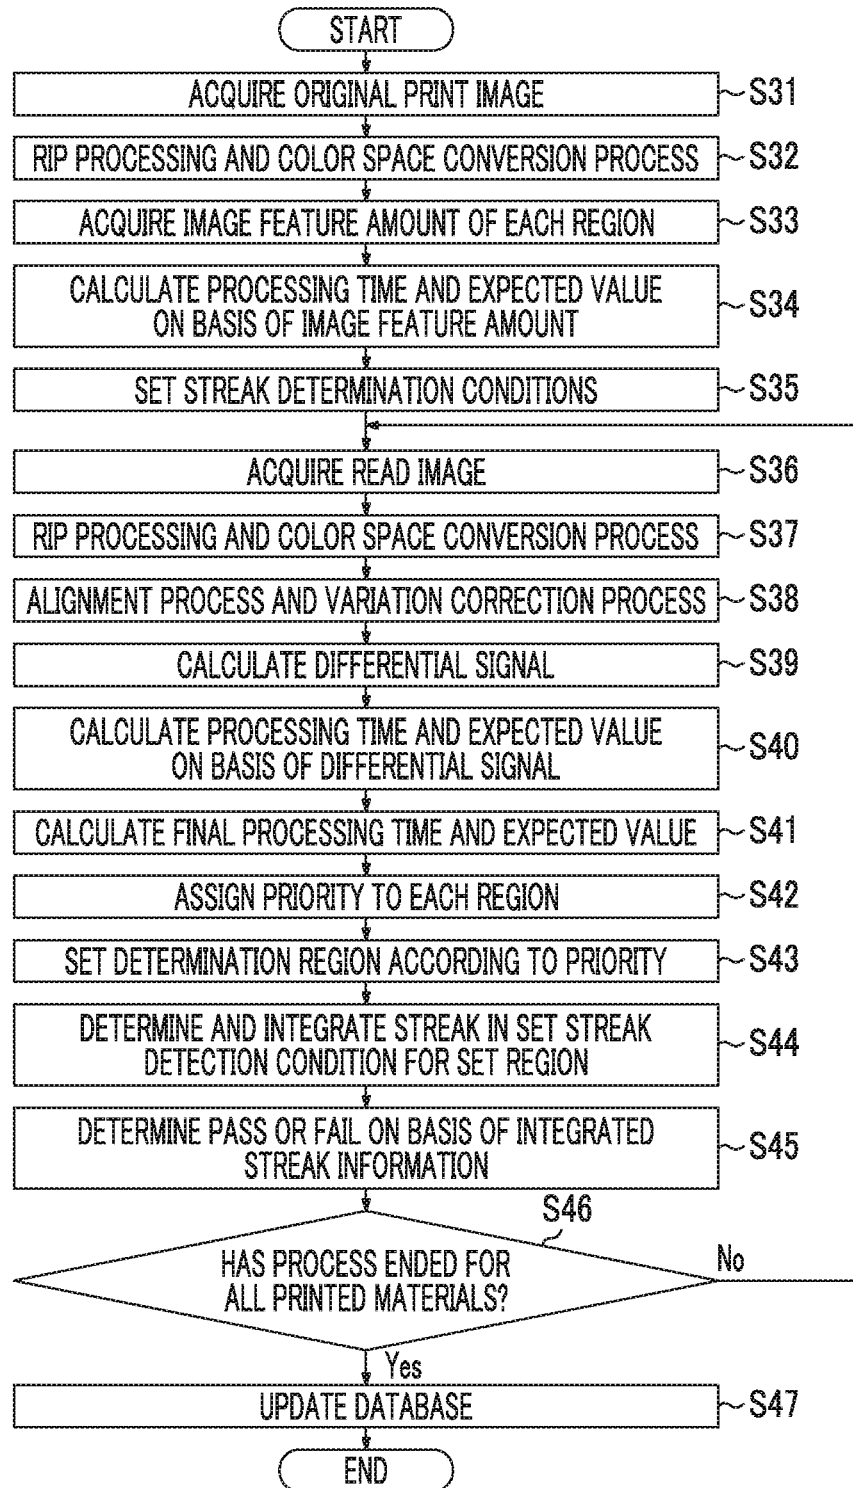 START
ACQUIRE ORIGINAL PRINT IMAGE
S31
RIP PROCESSING AND COLOR SPACE CONVERSION PROCESS
S32
ACQUIRE IMAGE FEATURE AMOUNT OF EACH REGION
S33
CALCULATE PROCESSING TIME AND EXPECTED VALUE
ON BASIS OF IMAGE FEATURE AMOUNT
S34
SET STREAK DETERMINATION CONDITIONS
S35
ACQUIRE READ IMAGE
S36
RIP PROCESSING AND COLOR SPACE CONVERSION PROCESS
S37
ALIGNMENT PROCESS AND VARIATION CORRECTION PROCESS
S38
CALCULATE DIFFERENTIAL SIGNAL
S39
CALCULATE PROCESSING TIME AND EXPECTED VALUE
ON BASIS OF DIFFERENTIAL SIGNAL
S40
CALCULATE FINAL PROCESSING TIME AND EXPECTED VALUE
S41
ASSIGN PRIORITY TO EACH REGION
S42
SET DETERMINATION REGION ACCORDING TO PRIORITY
S43
DETERMINE AND INTEGRATE STREAK IN SET STREAK
DETECTION CONDITION FOR SET REGION
S44
DETERMINE PASS OR FAIL ON BASIS OF INTEGRATED
STREAK INFORMATION
S45
S46
HAS PROCESS ENDED FOR
ALL PRINTED MATERIALS?
No
Yes
UPDATE DATABASE
S47
END